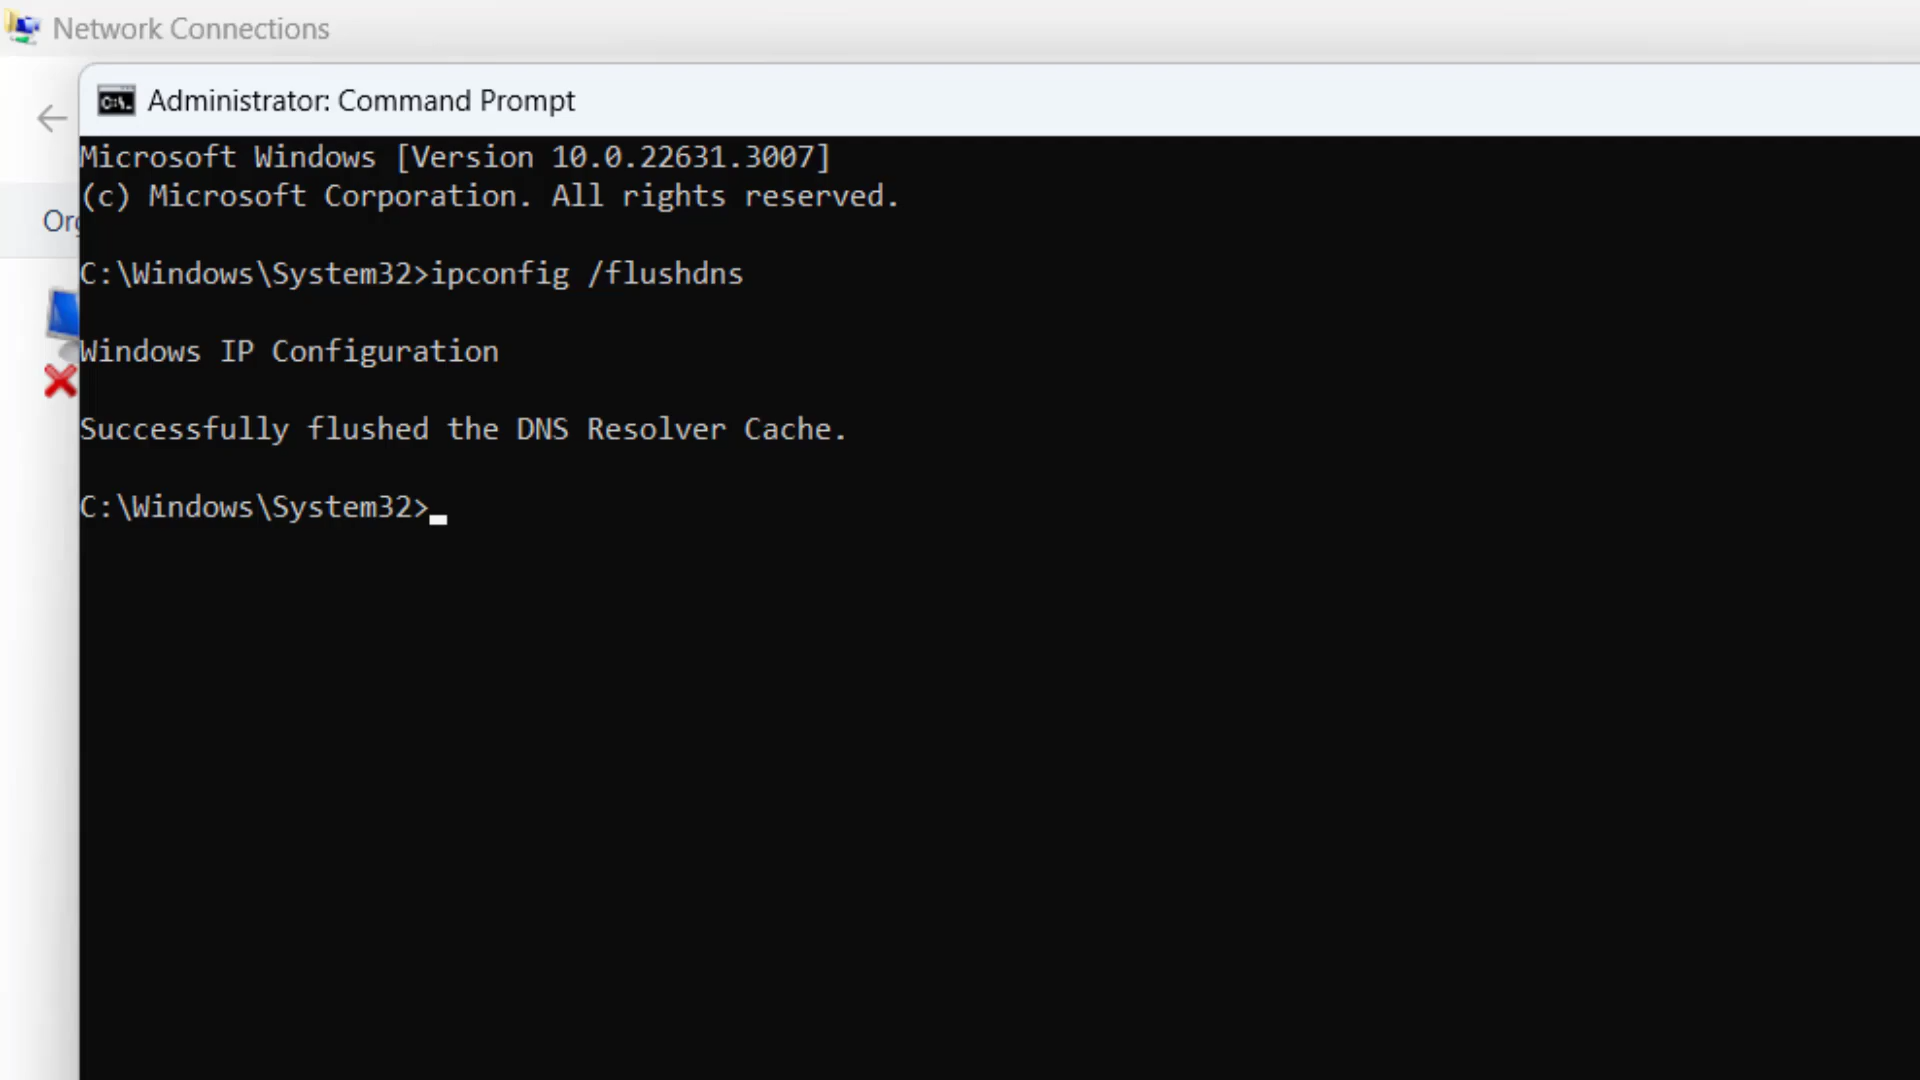 Network Connections
Administrator: Command Prompt
Microsoft Windows [Version 10.0.22631.3007]
(c) Microsoft Corporation. All rights reserved.
Org
C:\Windows\System32>ipconfig /flushdns
Windows IP Configuration
Successfully flushed the DNS Resolver Cache.
C:\Windows\System32>